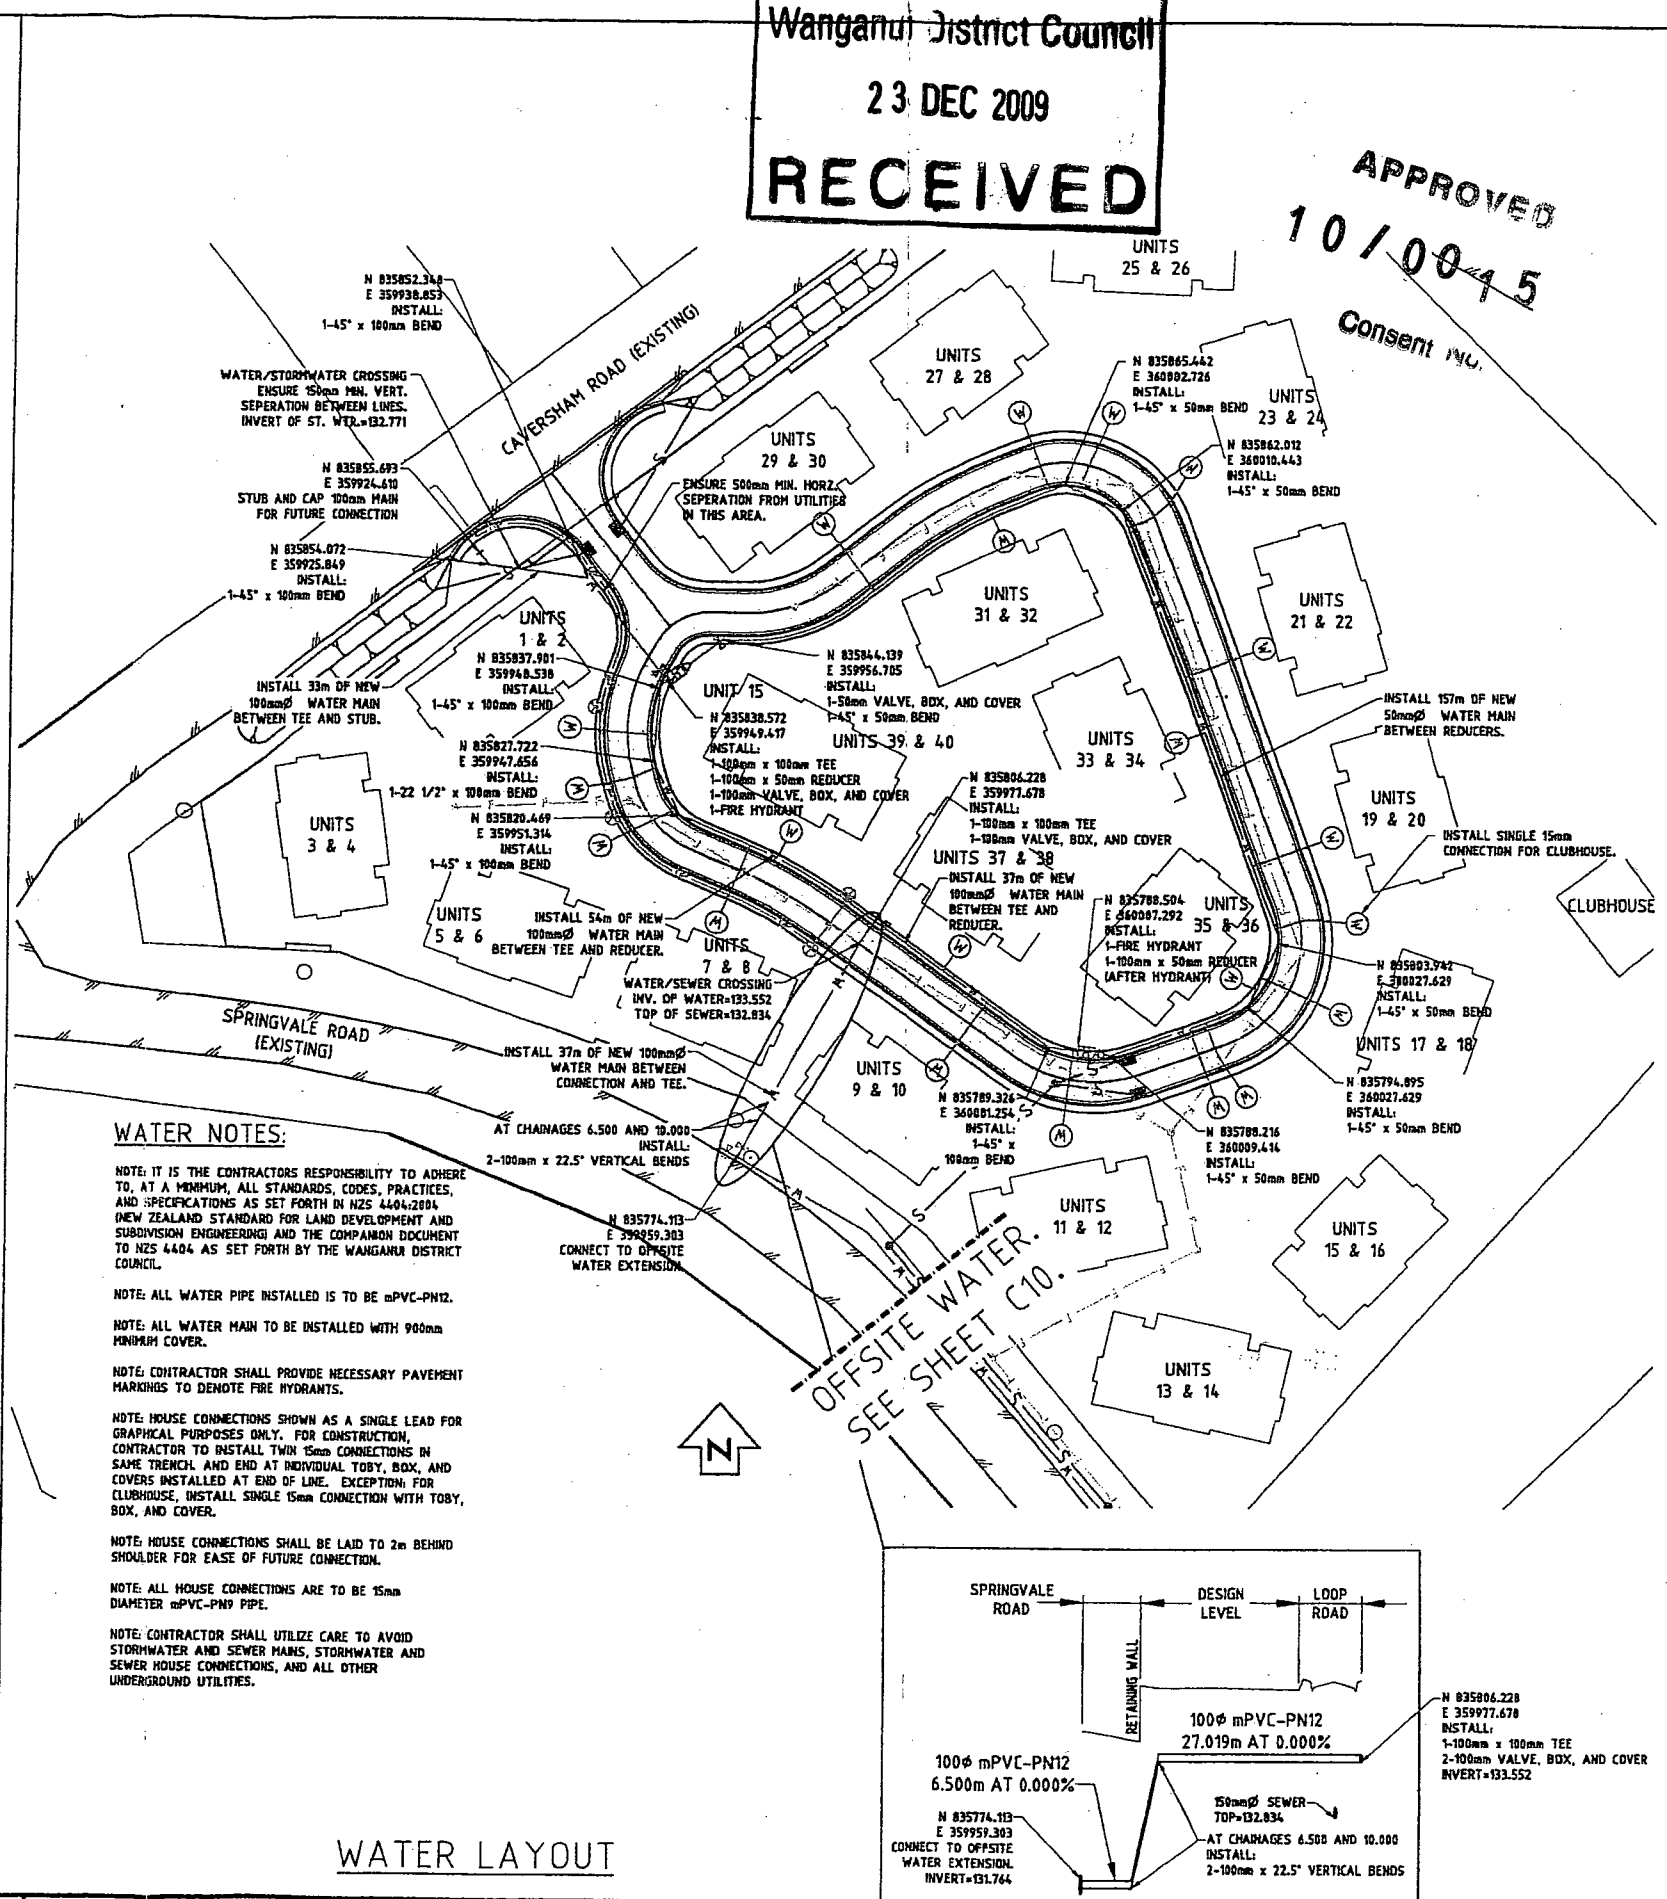 Wanganui District Council
23 DEC 2009
RECEIVED
APPROVED
10/0015
Consent No.
UNITS
25 & 26
N 835852.348
E 359938.853
INSTALL:
1-45° x 100mm BEND
CAVERSHAM ROAD (EXISTING)
WATER/STORMWATER CROSSING
ENSURE 150mm MIN. VERT.
SEPERATION BETWEEN LINES.
INVERT OF ST. WTR.=132.771
N 835855.693
E 359924.610
STUB AND CAP 100mm MAIN
FOR FUTURE CONNECTION
N 835854.072
E 359925.849
INSTALL:
1-45° x 100mm BEND
UNITS
27 & 28
UNITS
29 & 30
ENSURE 500mm MIN. HORZ.
SEPERATION FROM UTILITIES
IN THIS AREA.
N 835865.442
E 360002.726
INSTALL:
1-45° x 50mm BEND
UNITS
23 & 24
N 835862.012
E 360010.443
INSTALL:
1-45° x 50mm BEND
UNITS
31 & 32
UNITS
21 & 22
UNITS
1 & 2
N 835837.901
E 359948.538
INSTALL:
1-45° x 100mm BEND
INSTALL 33m OF NEW
100mmØ WATER MAIN
BETWEEN TEE AND STUB.
UNIT 15
N 835838.572
E 359949.417
INSTALL:
1-100mm x 100mm TEE
1-100mm x 50mm REDUCER
1-100mm VALVE, BOX, AND COVER
1-FIRE HYDRANT
N 835844.139
E 359956.705
INSTALL:
1-50mm VALVE, BOX, AND COVER
1-45° x 50mm BEND
UNITS 39 & 40
UNITS
33 & 34
INSTALL 157m OF NEW
50mmØ WATER MAIN
BETWEEN REDUCERS.
N 835827.722
E 359947.656
INSTALL:
1-22 1/2° x 100mm BEND
N 835820.469
E 359951.314
INSTALL:
1-45° x 100mm BEND
UNITS
3 & 4
N 835806.228
E 359977.678
INSTALL:
1-100mm x 100mm TEE
1-100mm VALVE, BOX, AND COVER
UNITS
19 & 20
INSTALL SINGLE 15mm
CONNECTION FOR CLUBHOUSE.
UNITS 37 & 38
INSTALL 37m OF NEW
100mmØ WATER MAIN
BETWEEN TEE AND
REDUCER.
CLUBHOUSE
UNITS
5 & 6
INSTALL 54m OF NEW
100mmØ WATER MAIN
BETWEEN TEE AND REDUCER.
UNITS
7 & 8
N 835788.504
E 360087.292
INSTALL:
1-FIRE HYDRANT
1-100mm x 50mm REDUCER
(AFTER HYDRANT)
UNITS
35 & 36
WATER/SEWER CROSSING
INV. OF WATER=133.552
TOP OF SEWER=132.834
N 835803.942
INSTALL:
1-45° x 50mm BEND
UNITS 17 & 18
SPRINGVALE ROAD
(EXISTING)
INSTALL 37m OF NEW 100mmØ
WATER MAIN BETWEEN
CONNECTION AND TEE.
UNITS
9 & 10
N 835789.326
E 360081.254
INSTALL:
1-45° x
100mm BEND
N 835794.895
E 360027.629
INSTALL:
1-45° x 50mm BEND
N 835788.216
E 360009.414
INSTALL:
1-45° x 50mm BEND
AT CHAINAGES 6.500 AND 10.000
INSTALL:
2-100mm x 22.5° VERTICAL BENDS
N 835774.113
E 359959.303
CONNECT TO OFFSITE
WATER EXTENSION.
UNITS
11 & 12
UNITS
15 & 16
UNITS
13 & 14
OFFSITE WATER.
SEE SHEET C10.
N
WATER NOTES:
NOTE: IT IS THE CONTRACTORS RESPONSIBILITY TO ADHERE
TO, AT A MINIMUM, ALL STANDARDS, CODES, PRACTICES,
AND SPECIFICATIONS AS SET FORTH IN NZS 4404:2004
(NEW ZEALAND STANDARD FOR LAND DEVELOPMENT AND
SUBDIVISION ENGINEERING) AND THE COMPANION DOCUMENT
TO NZS 4404 AS SET FORTH BY THE WANGANUI DISTRICT
COUNCIL.
NOTE: ALL WATER PIPE INSTALLED IS TO BE mPVC-PN12.
NOTE: ALL WATER MAIN TO BE INSTALLED WITH 900mm
MINIMUM COVER.
NOTE: CONTRACTOR SHALL PROVIDE NECESSARY PAVEMENT
MARKINGS TO DENOTE FIRE HYDRANTS.
NOTE: HOUSE CONNECTIONS SHOWN AS A SINGLE LEAD FOR
GRAPHICAL PURPOSES ONLY. FOR CONSTRUCTION,
CONTRACTOR TO INSTALL TWIN 15mm CONNECTIONS IN
SAME TRENCH AND END AT INDIVIDUAL TOBY, BOX, AND
COVERS INSTALLED AT END OF LINE. EXCEPTION: FOR
CLUBHOUSE, INSTALL SINGLE 15mm CONNECTION WITH TOBY,
BOX, AND COVER.
NOTE: HOUSE CONNECTIONS SHALL BE LAID TO 2m BEHIND
SHOULDER FOR EASE OF FUTURE CONNECTION.
NOTE: ALL HOUSE CONNECTIONS ARE TO BE 15mm
DIAMETER mPVC-PN9 PIPE.
NOTE: CONTRACTOR SHALL UTILIZE CARE TO AVOID
STORMWATER AND SEWER MAINS, STORMWATER AND
SEWER HOUSE CONNECTIONS, AND ALL OTHER
UNDERGROUND UTILITIES.
SPRINGVALE
ROAD
DESIGN
LEVEL
LOOP
ROAD
RETAINING WALL
100Ø mPVC-PN12
27.019m AT 0.000%
100Ø mPVC-PN12
6.500m AT 0.000%
N 835806.228
E 359977.678
INSTALL:
1-100mm x 100mm TEE
2-100mm VALVE, BOX, AND COVER
INVERT=133.552
150mmØ SEWER
TOP=132.834
N 835774.113
E 359959.303
CONNECT TO OFFSITE
WATER EXTENSION.
INVERT=131.764
AT CHAINAGES 6.500 AND 10.000
INSTALL:
2-100mm x 22.5° VERTICAL BENDS
WATER LAYOUT